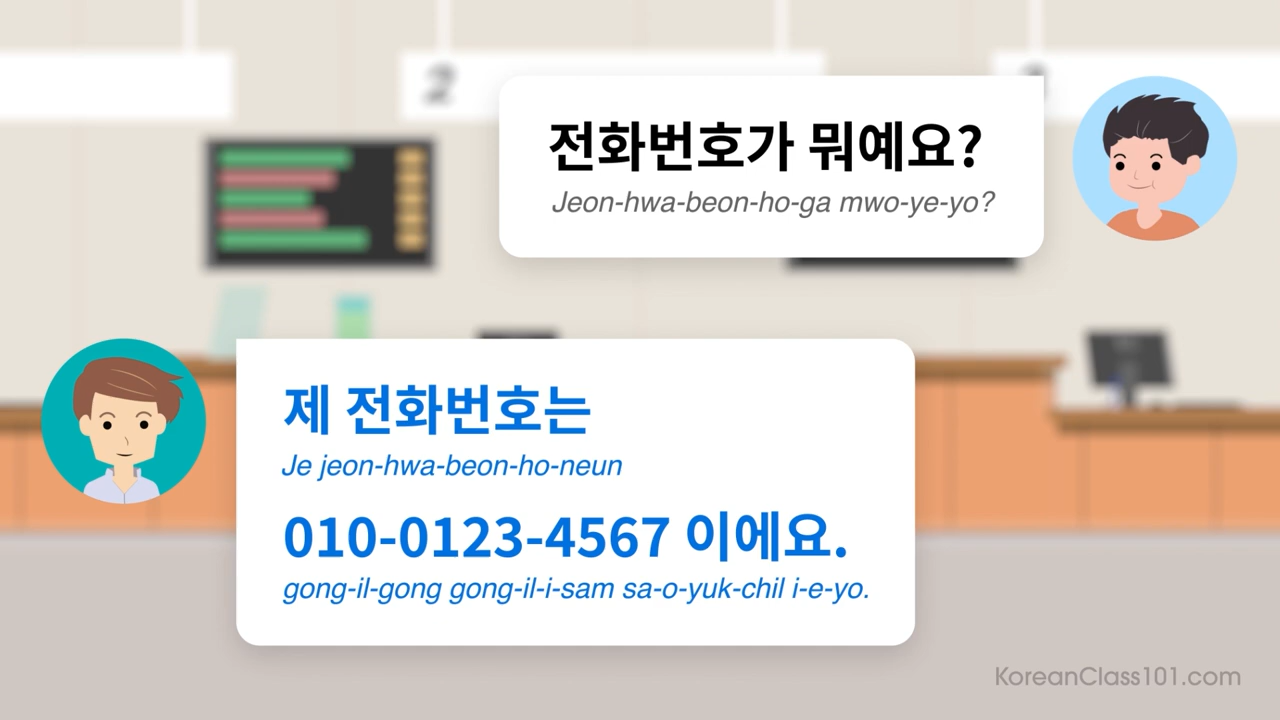 2
전화번호가 뭐예요?
Jeon-hwa-beon-ho-ga mwo-ye-yo?
제 전화번호는
Je jeon-hwa-beon-ho-neun
010-0123-4567 이에요.
gong-il-gong gong-il-i-sam sa-o-yuk-chil i-e-yo.
KoreanClass101.com